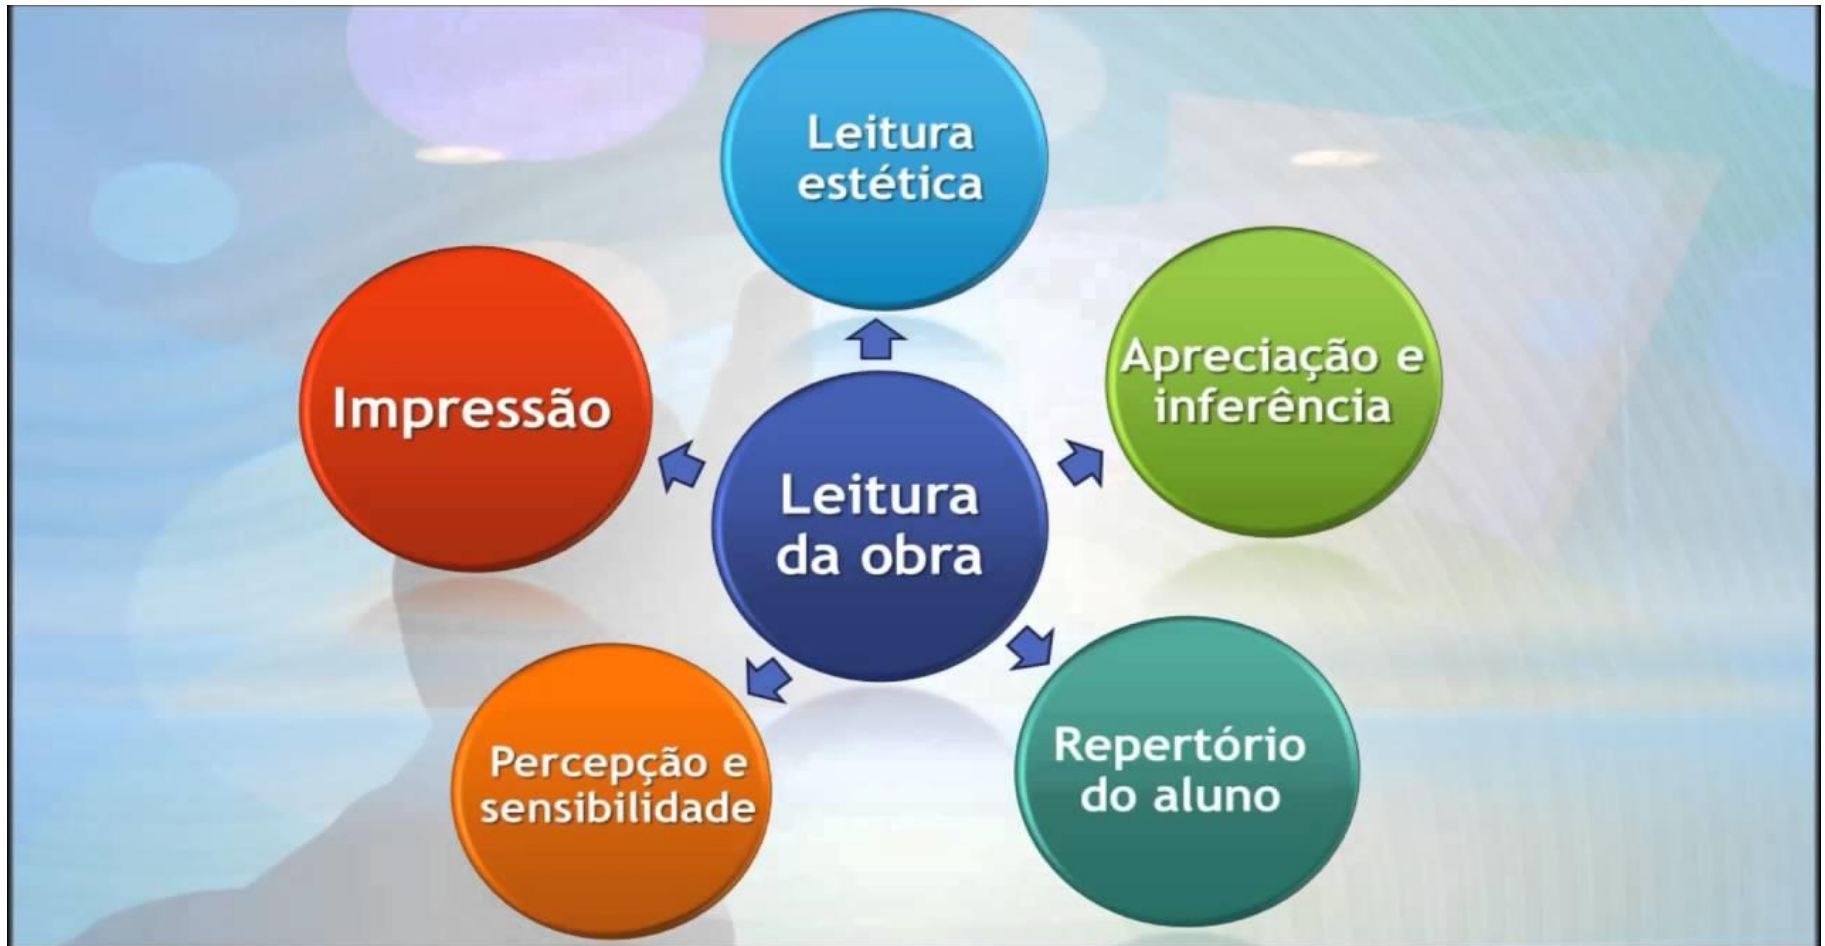 Leitura
estética
Impressão
Apreciação e
inferência
Leitura
da obra
Percepção e
sensibilidade
Repertório
do aluno